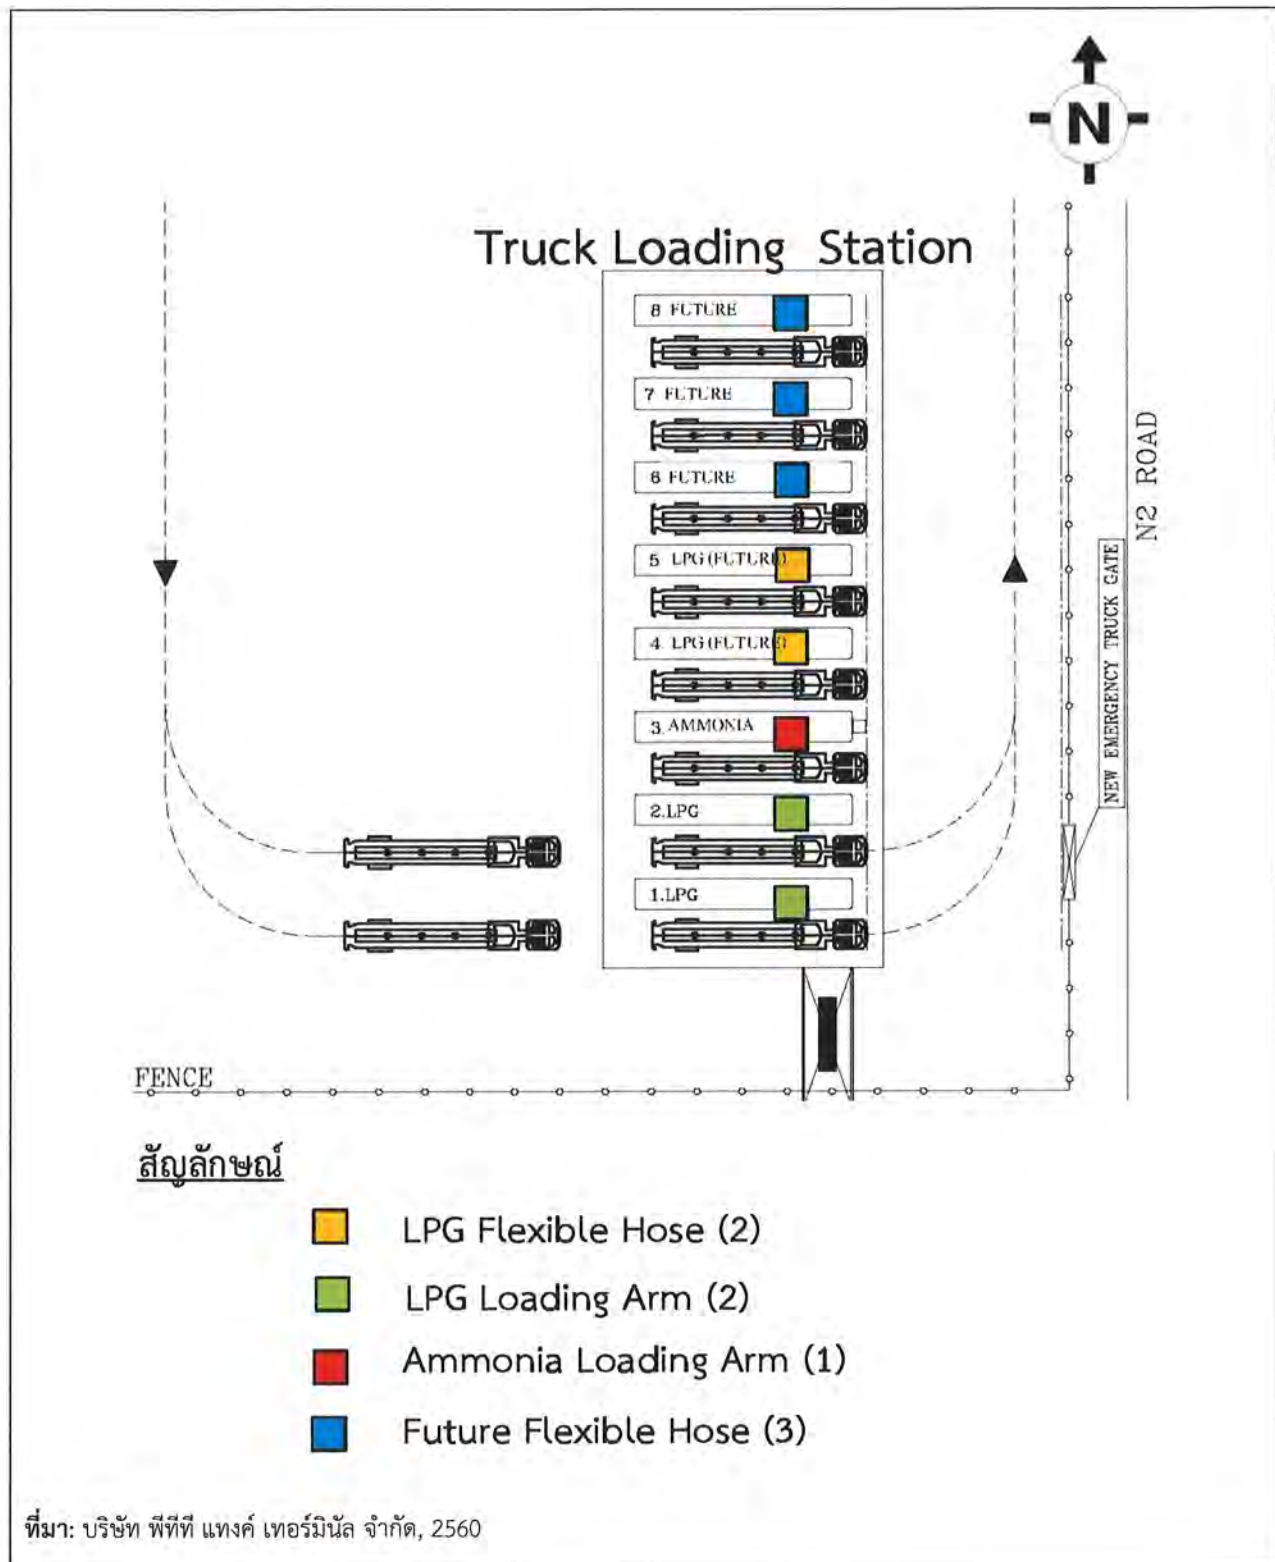 N
Truck Loading Station
8 FUTURE
7 FUTURE
6 FUTURE
5 LPG (FUTURE)
4. LPG (FUTURE)
3. AMMONIA
2.LPG
1.LPG
N2 ROAD
NEW EMERGENCY TRUCK GATE
FENCE
สัญลักษณ์
LPG Flexible Hose (2)
LPG Loading Arm (2)
Ammonia Loading Arm (1)
Future Flexible Hose (3)
ที่มา: บริษัท พีทีที แทงค์ เทอร์มินัล จำกัด, 2560